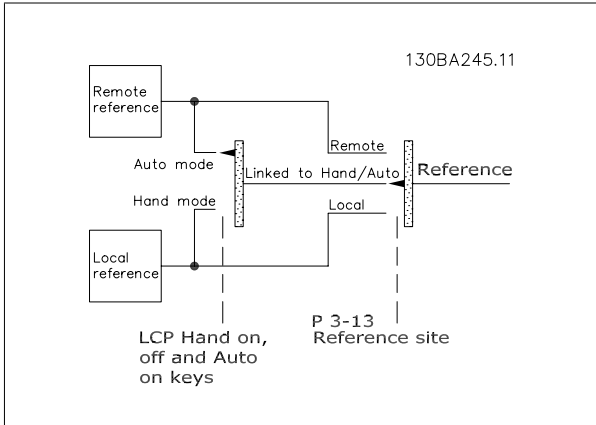 130BA245.11
Remote
reference
Remote
Auto mode
Linked to Hand/Auto
Reference
Hand mode
Local
Local
reference
LCP Hand on,
off and Auto
on keys
P 3-13
Reference site